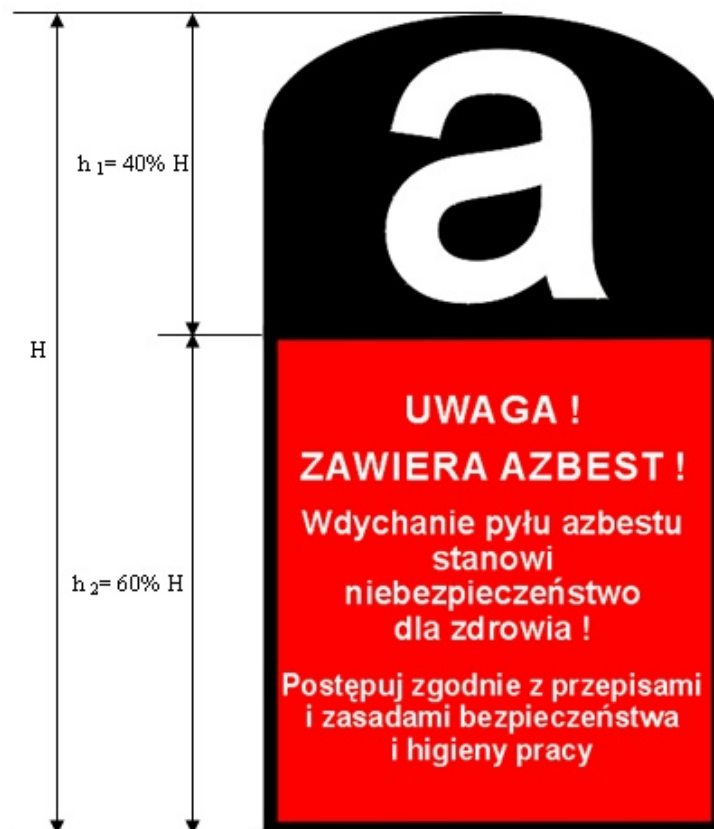 a
h 1= 40% H
H
UWAGA !
ZAWIERA AZBEST !
Wdychanie pyłu azbestu
stanowi
niebezpieczeństwo
dla zdrowia !
h 2= 60% H
Postępuj zgodnie z przepisami
i zasadami bezpieczeństwa
i higieny pracy